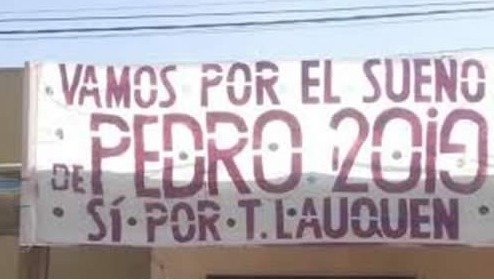 VAMOS POR EL SUEÑO
DE PEDRO 2019
SÍ·POR·T.LAUQUEN